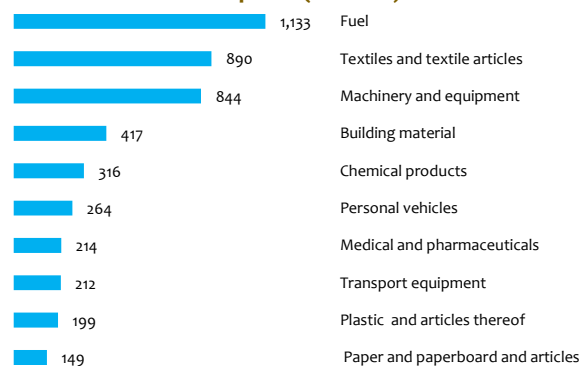 1,133 Fuel
890 Textiles and textile articles
844 Machinery and equipment
417 Building material
316 Chemical products
264 Personal vehicles
214 Medical and pharmaceuticals
212 Transport equipment
199 Plastic and articles thereof
149 Paper and paperboard and articles